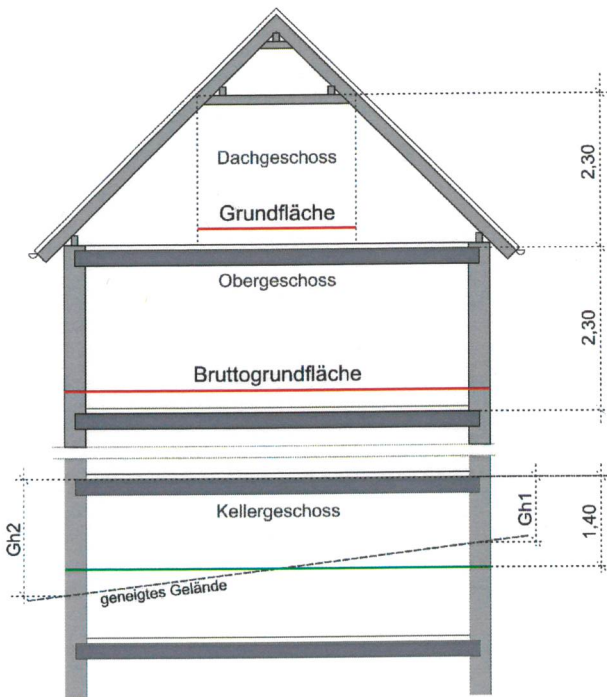 Dachgeschoss
2,30
Grundfläche
Obergeschoss
2,30
Bruttogrundfläche
Kellergeschoss
Gh2
Gh1
1,40
geneigtes Gelände